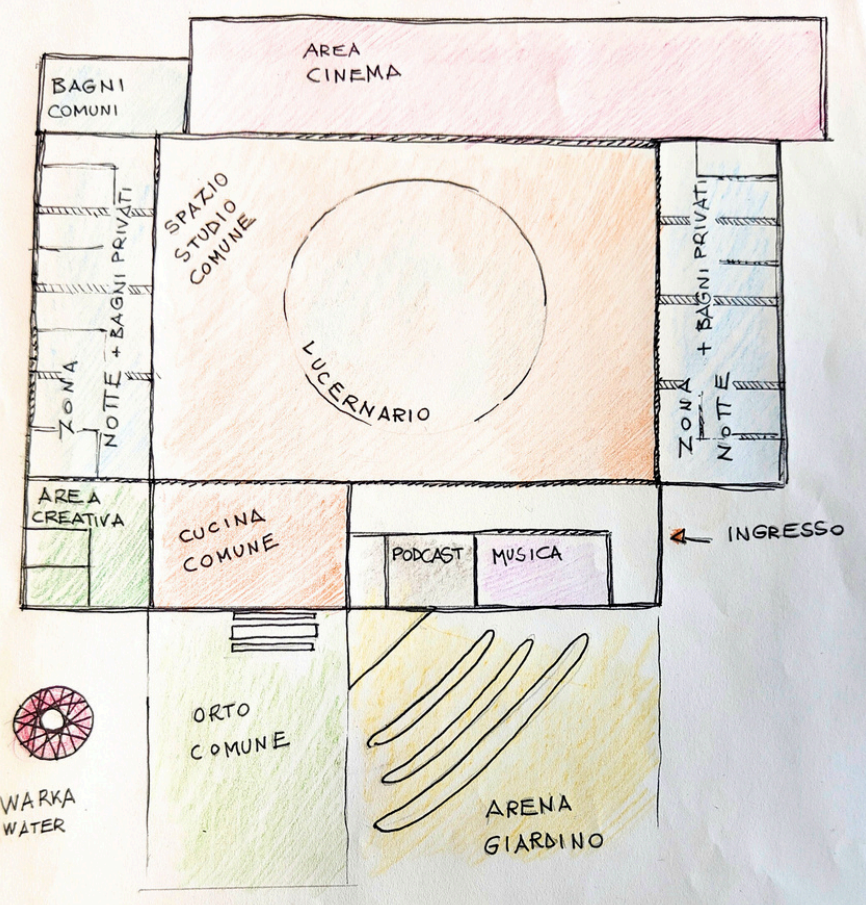 AREA
CINEMA
BAGNI
COMUNI
SPAZIO
STUDIO
COMUNE
LUCERNARIO
ZONA
NOTTE + BAGNI PRIVATI
ZONA
NOTTE
+ BAGNI PRIVATI
AREA
CREATIVA
CUCINA
COMUNE
PODCAST
MUSICA
INGRESSO
ORTO
COMUNE
ARENA
GIARDINO
WARKA
WATER